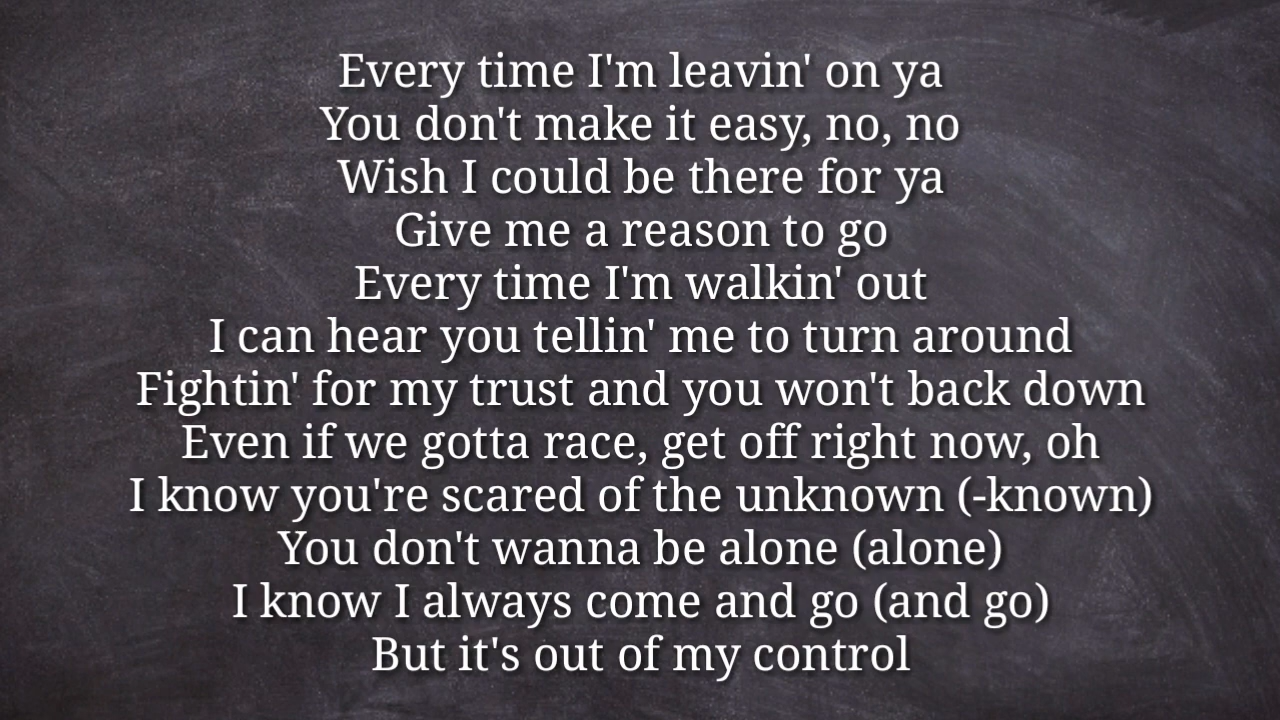 Every time I'm leavin' on ya
You don't make it easy, no, no
Wish I could be there for ya
Give me a reason to go
Every time I'm walkin' out
I can hear you tellin' me to turn around
Fightin' for my trust and you won't back down
Even if we gotta race, get off right now, oh
I know you're scared of the unknown (-known)
You don't wanna be alone (alone)
I know I always come and go (and go)
But it's out of my control